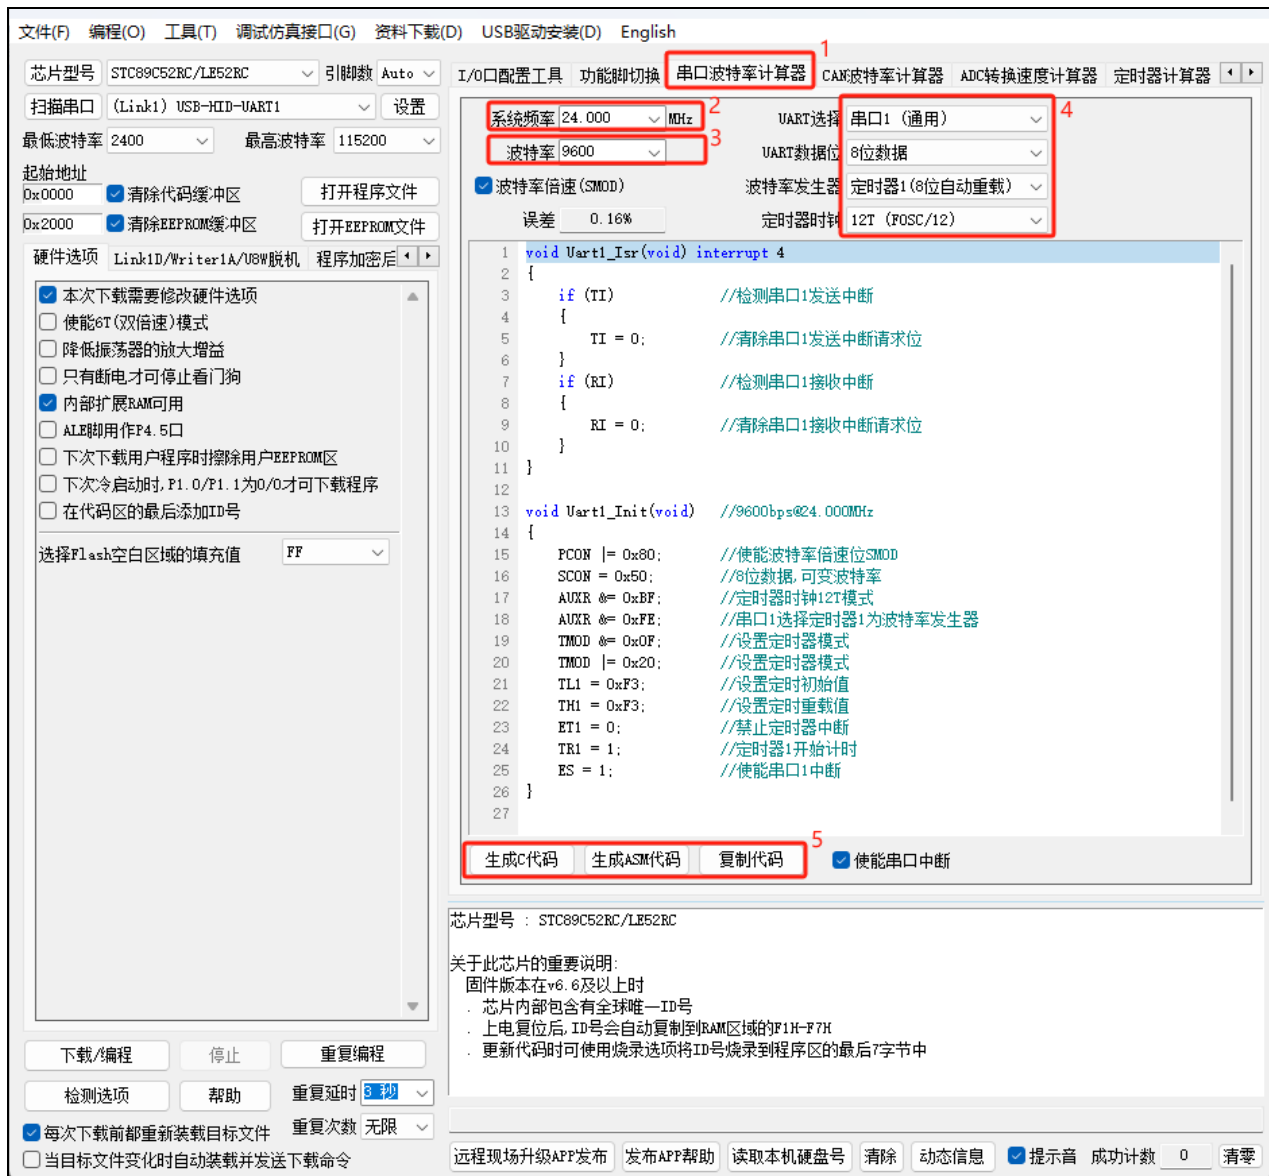 文件(F) 编程(O) 工具(T) 调试仿真接口(G) 资料下载(D) USB驱动安装(D) English
芯片型号 STC89C52RC/LE52RC 引脚数 Auto
扫描串口 (Link1) USB-HID-UART1 设置
最低波特率 2400 最高波特率 115200
起始地址
0x0000 清除代码缓冲区 打开程序文件
0x2000 清除EEPROM缓冲区 打开EEPROM文件
硬件选项 Link1D/Writer1A/U8W脱机 程序加密后
本次下载需要修改硬件选项
使能6T(双倍速)模式
降低振荡器的放大增益
只有断电才可停止看门狗
内部扩展RAM可用
ALE脚用作P4.5口
下次下载用户程序时擦除用户EEPROM区
下次冷启动时,P1.0/P1.1为0/0才可下载程序
在代码区的最后添加ID号
选择Flash空白区域的填充值 FF
下载/编程 停止 重复编程
检测选项 帮助 重复延时 3 秒
每次下载前都重新装载目标文件 重复次数 无限
当目标文件变化时自动装载并发送下载命令
1
I/O口配置工具 功能脚切换 串口波特率计算器 CAN波特率计算器 ADC转换速度计算器 定时器计算器
系统频率 24.000 MHz 2 UART选择 串口1 (通用) 4
波特率 9600 3 UART数据位 8位数据
波特率倍速(SMOD) 波特率发生器 定时器1(8位自动重载)
误差 0.16% 定时器时钟 12T (FOSC/12)
1 void Uart1_Isr(void) interrupt 4
2 {
3 if (TI) //检测串口1发送中断
4 {
5 TI = 0; //清除串口1发送中断请求位
6 }
7 if (RI) //检测串口1接收中断
8 {
9 RI = 0; //清除串口1接收中断请求位
10 }
11 }
12
13 void Uart1_Init(void) //9600bps@24.000MHz
14 {
15 PCON |= 0x80; //使能波特率倍速位SMOD
16 SCON = 0x50; //8位数据,可变波特率
17 AUXR &= 0xBF; //定时器时钟12T模式
18 AUXR &= 0xFE; //串口1选择定时器1为波特率发生器
19 TMOD &= 0x0F; //设置定时器模式
20 TMOD |= 0x20; //设置定时器模式
21 TL1 = 0xF3; //设置定时初始值
22 TH1 = 0xF3; //设置定时重载值
23 ET1 = 0; //禁止定时器中断
24 TR1 = 1; //定时器1开始计时
25 ES = 1; //使能串口1中断
26 }
27
生成C代码 生成ASM代码 复制代码 5 使能串口中断
芯片型号 : STC89C52RC/LE52RC
关于此芯片的重要说明:
固件版本在v6.6及以上时
. 芯片内部包含有全球唯一ID号
. 上电复位后,ID号会自动复制到RAM区域的F1H-F7H
. 更新代码时可使用烧录选项将ID号烧录到程序区的最后7字节中
远程现场升级APP发布 发布APP帮助 读取本机硬盘号 清除 动态信息 提示音 成功计数 0 清零